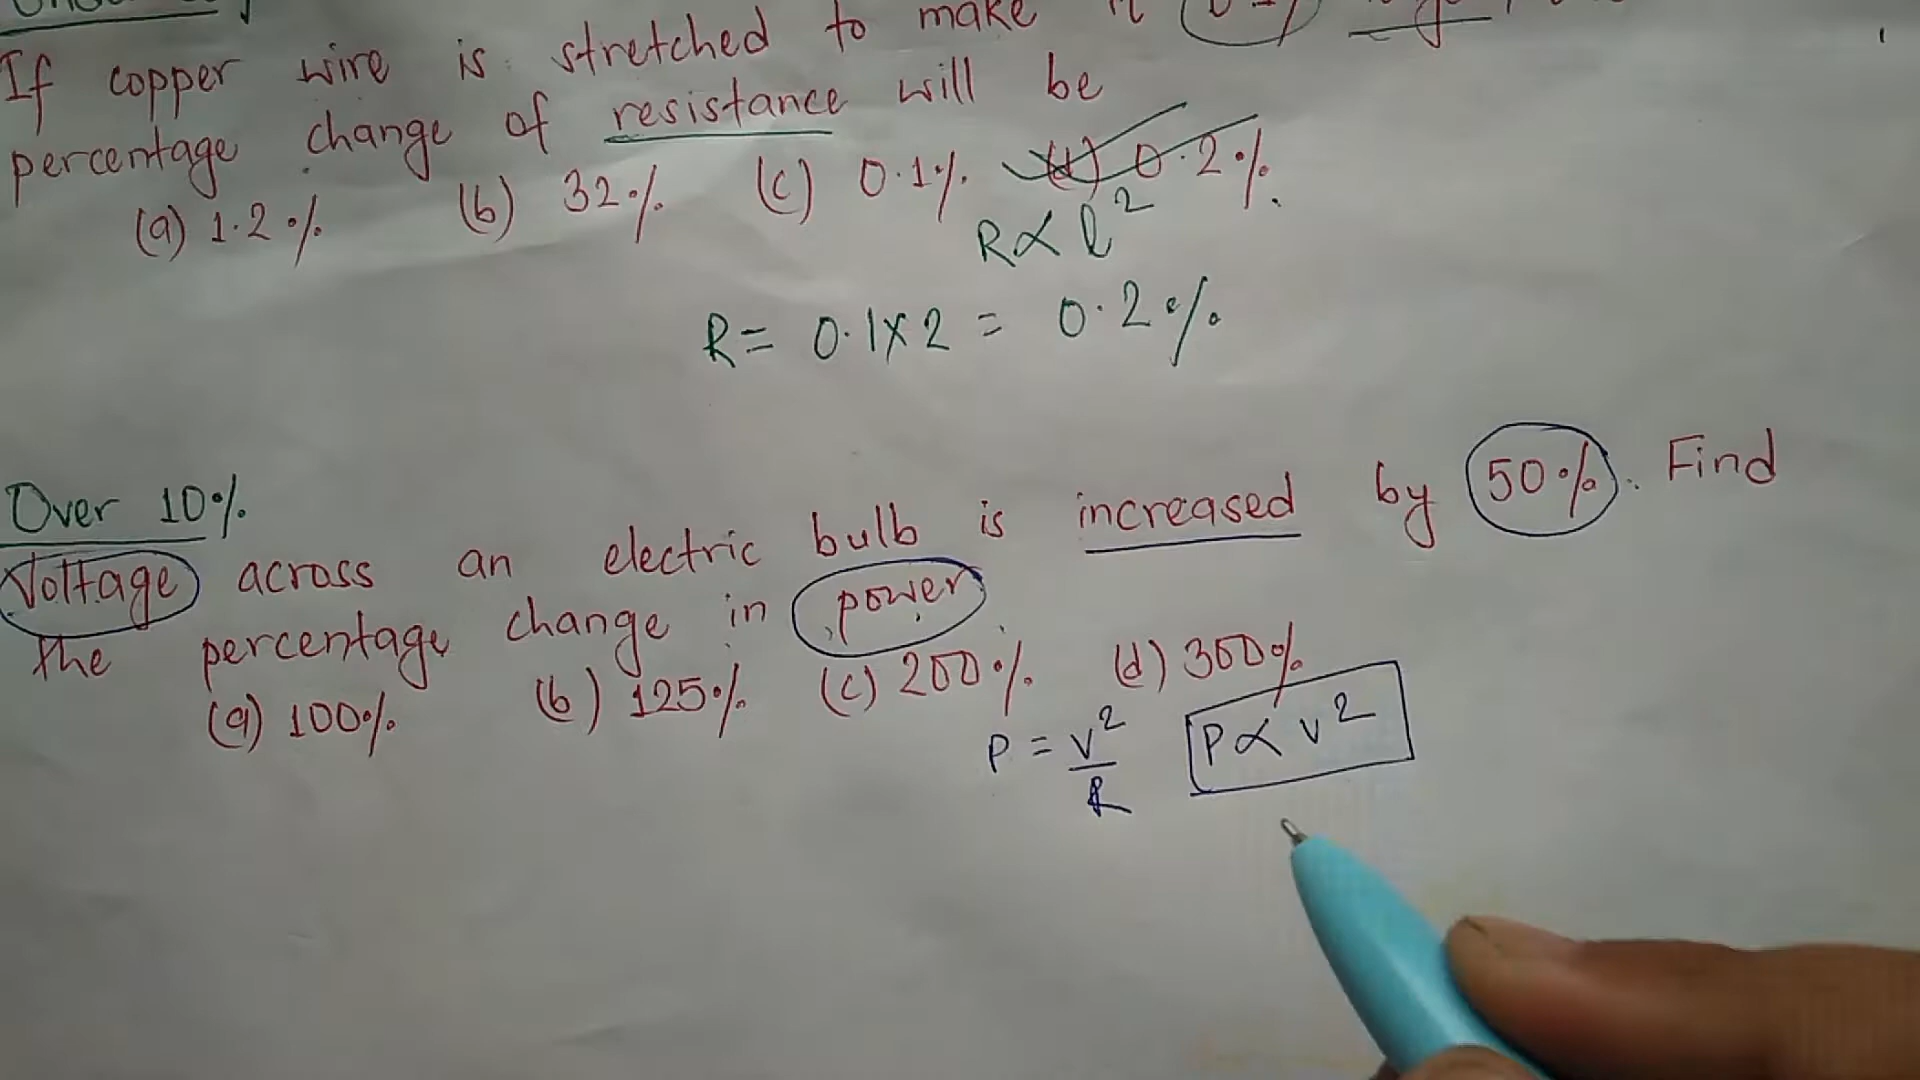 If copper wire is stretched to make it
percentage change of resistance will be
(a) 1.2% (b) 32% (c) 0.1% (d) 0.2%.
R∝l²
R = 0.1×2 = 0.2%
Over 10%
Voltage across an electric bulb is increased by 50%. Find
the percentage change in power
(a) 100% (b) 125% (c) 200% (d) 300%
P = v²/R P∝v²